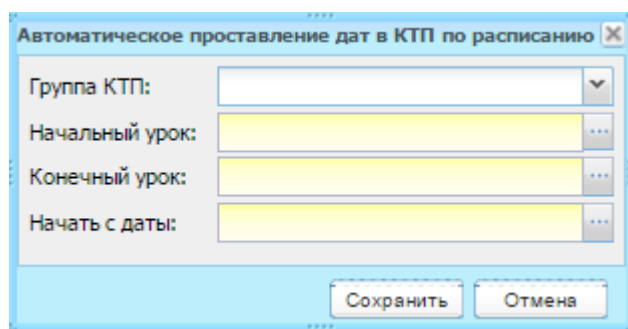 Автоматическое проставление дат в КТП по расписанию
Группа КТП:
Начальный урок:
Конечный урок:
Начать с даты:
Сохранить Отмена